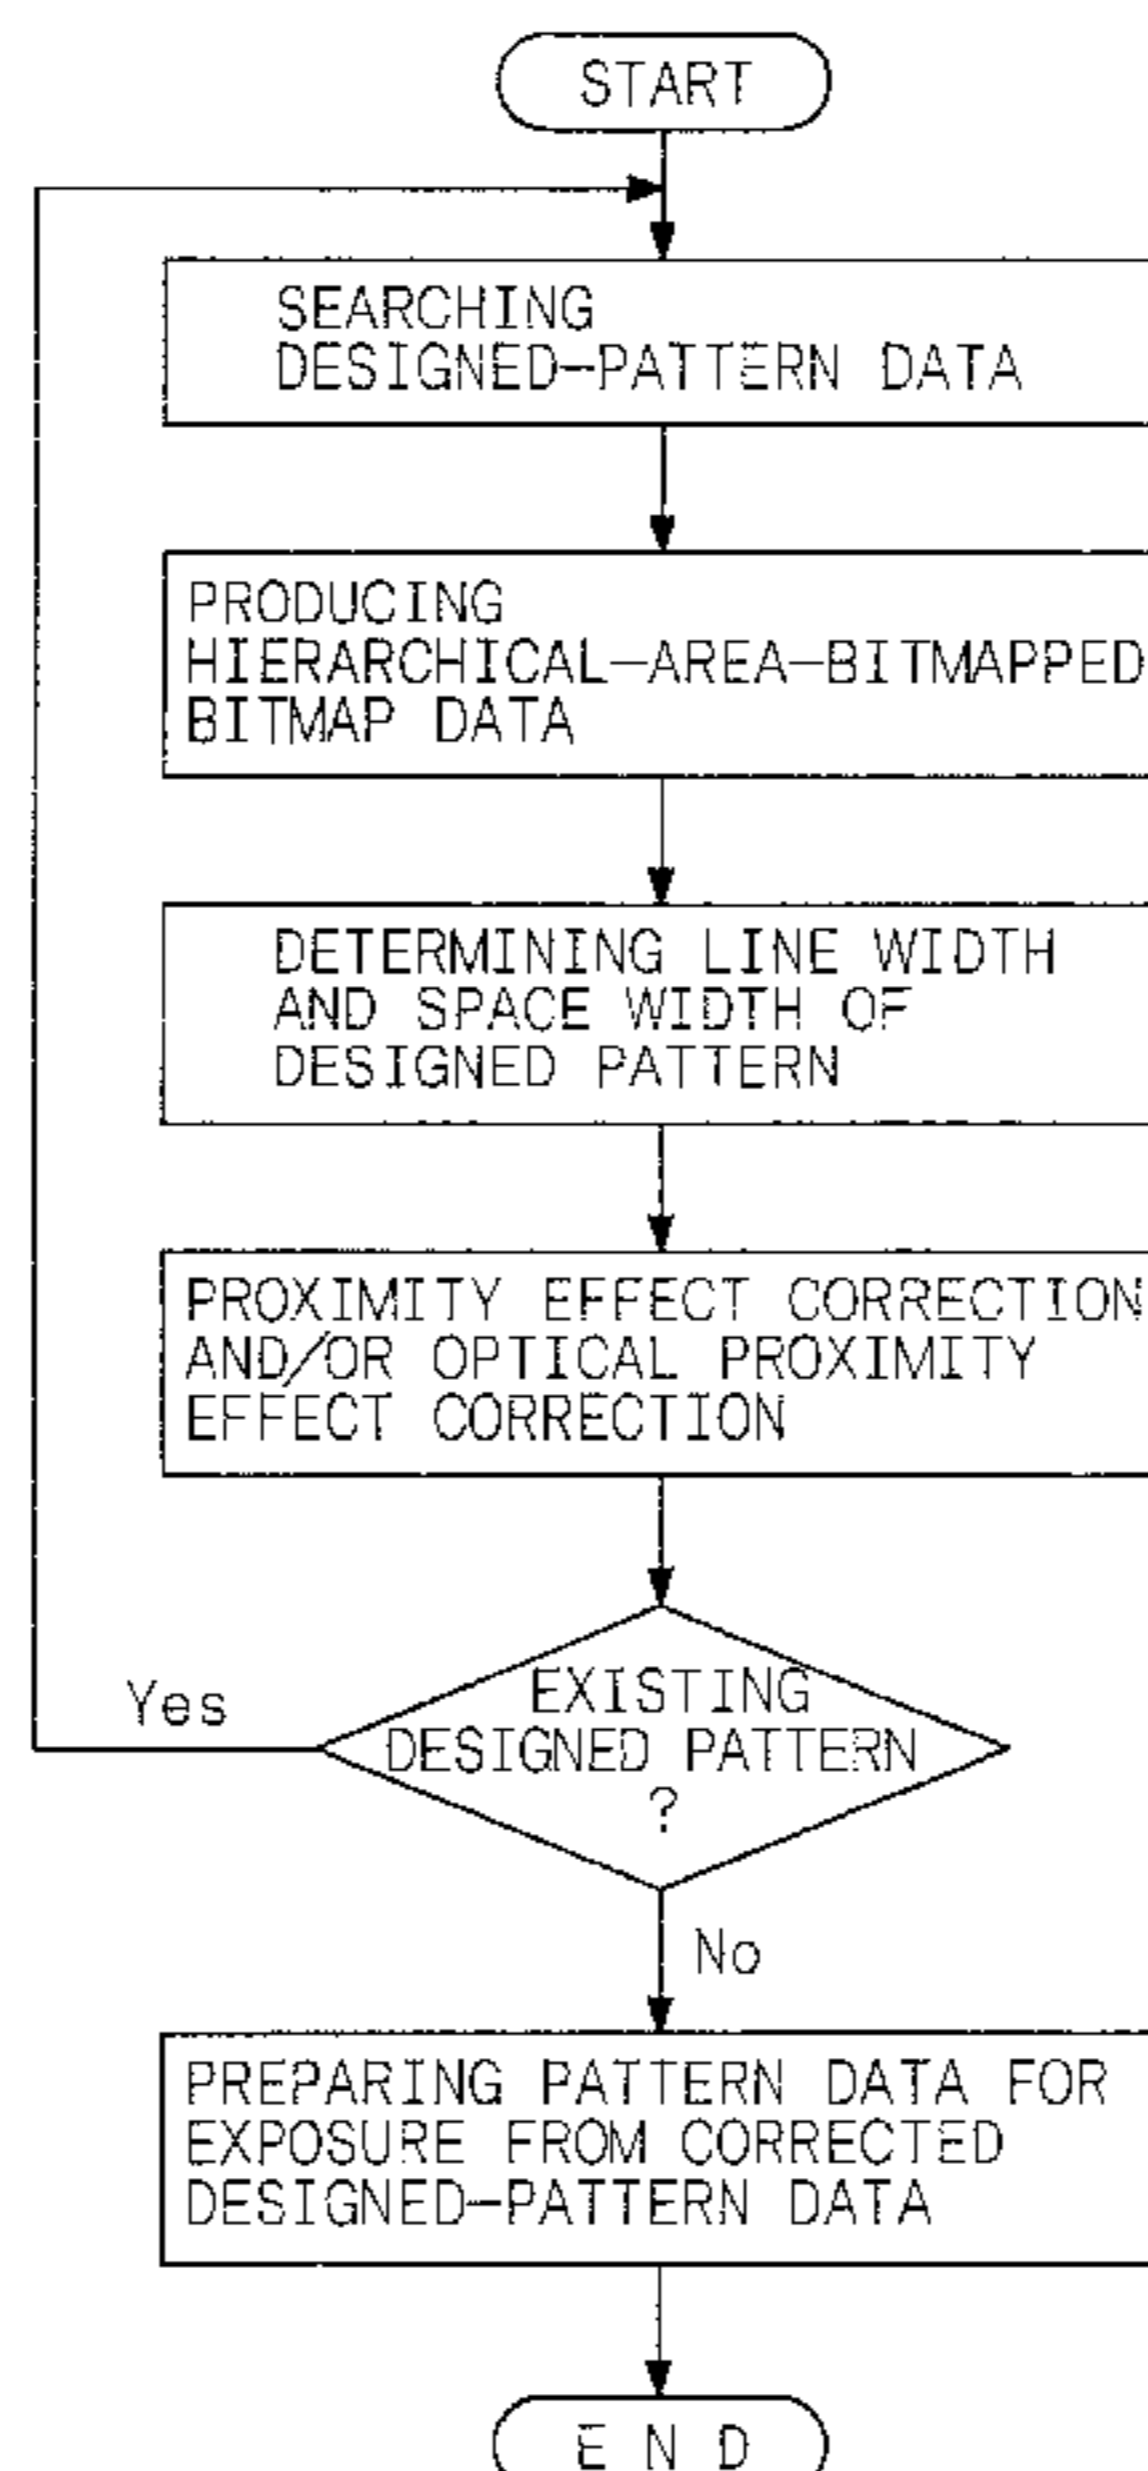 START
SEARCHING
DESIGNED-PATTERN DATA
PRODUCING
HIERARCHICAL-AREA-BITMAPPED
BITMAP DATA
DETERMINING LINE WIDTH
AND SPACE WIDTH OF
DESIGNED PATTERN
PROXIMITY EFFECT CORRECTION
AND/OR OPTICAL PROXIMITY
EFFECT CORRECTION
EXISTING
DESIGNED PATTERN
?
Yes
No
PREPARING PATTERN DATA FOR
EXPOSURE FROM CORRECTED
DESIGNED-PATTERN DATA
E N D